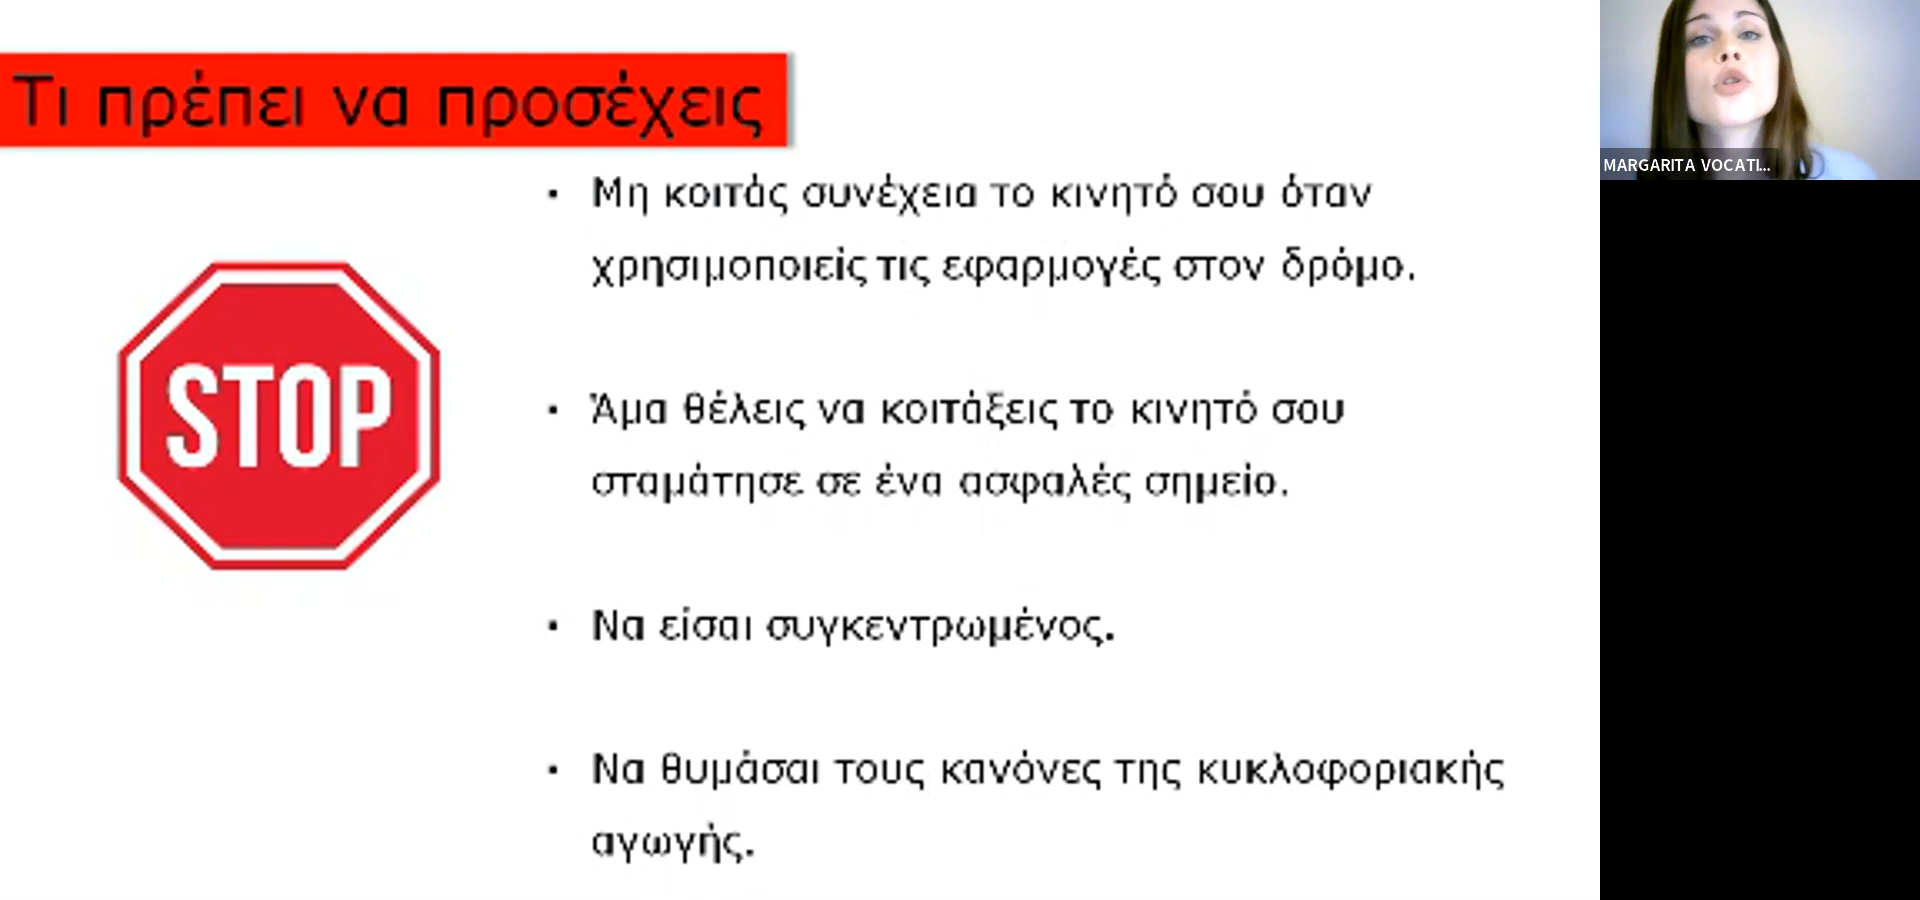 Τι πρέπει να προσέχεις
STOP
• Μη κοιτάς συνέχεια το κινητό σου όταν
χρησιμοποιείς τις εφαρμογές στον δρόμο.
• Άμα θέλεις να κοιτάξεις το κινητό σου
σταμάτησε σε ένα ασφαλές σημείο.
• Να είσαι συγκεντρωμένος.
• Να θυμάσαι τους κανόνες της κυκλοφοριακής
αγωγής.
MARGARITA VOCATI...